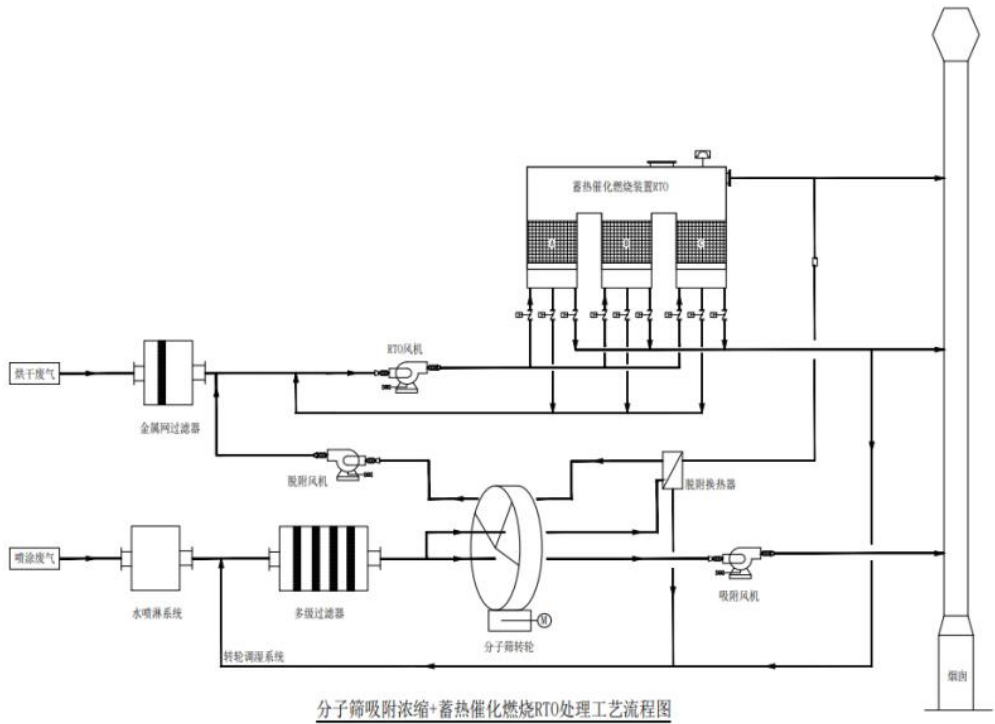 蓄热催化燃烧装置RTO
A
B
C
RTO风机
烘干废气
金属网过滤器
脱附风机
脱附换热器
喷涂废气
水喷淋系统
多级过滤器
M
分子筛转轮
吸附风机
转轮调湿系统
烟囱
分子筛吸附浓缩+蓄热催化燃烧RTO处理工艺流程图